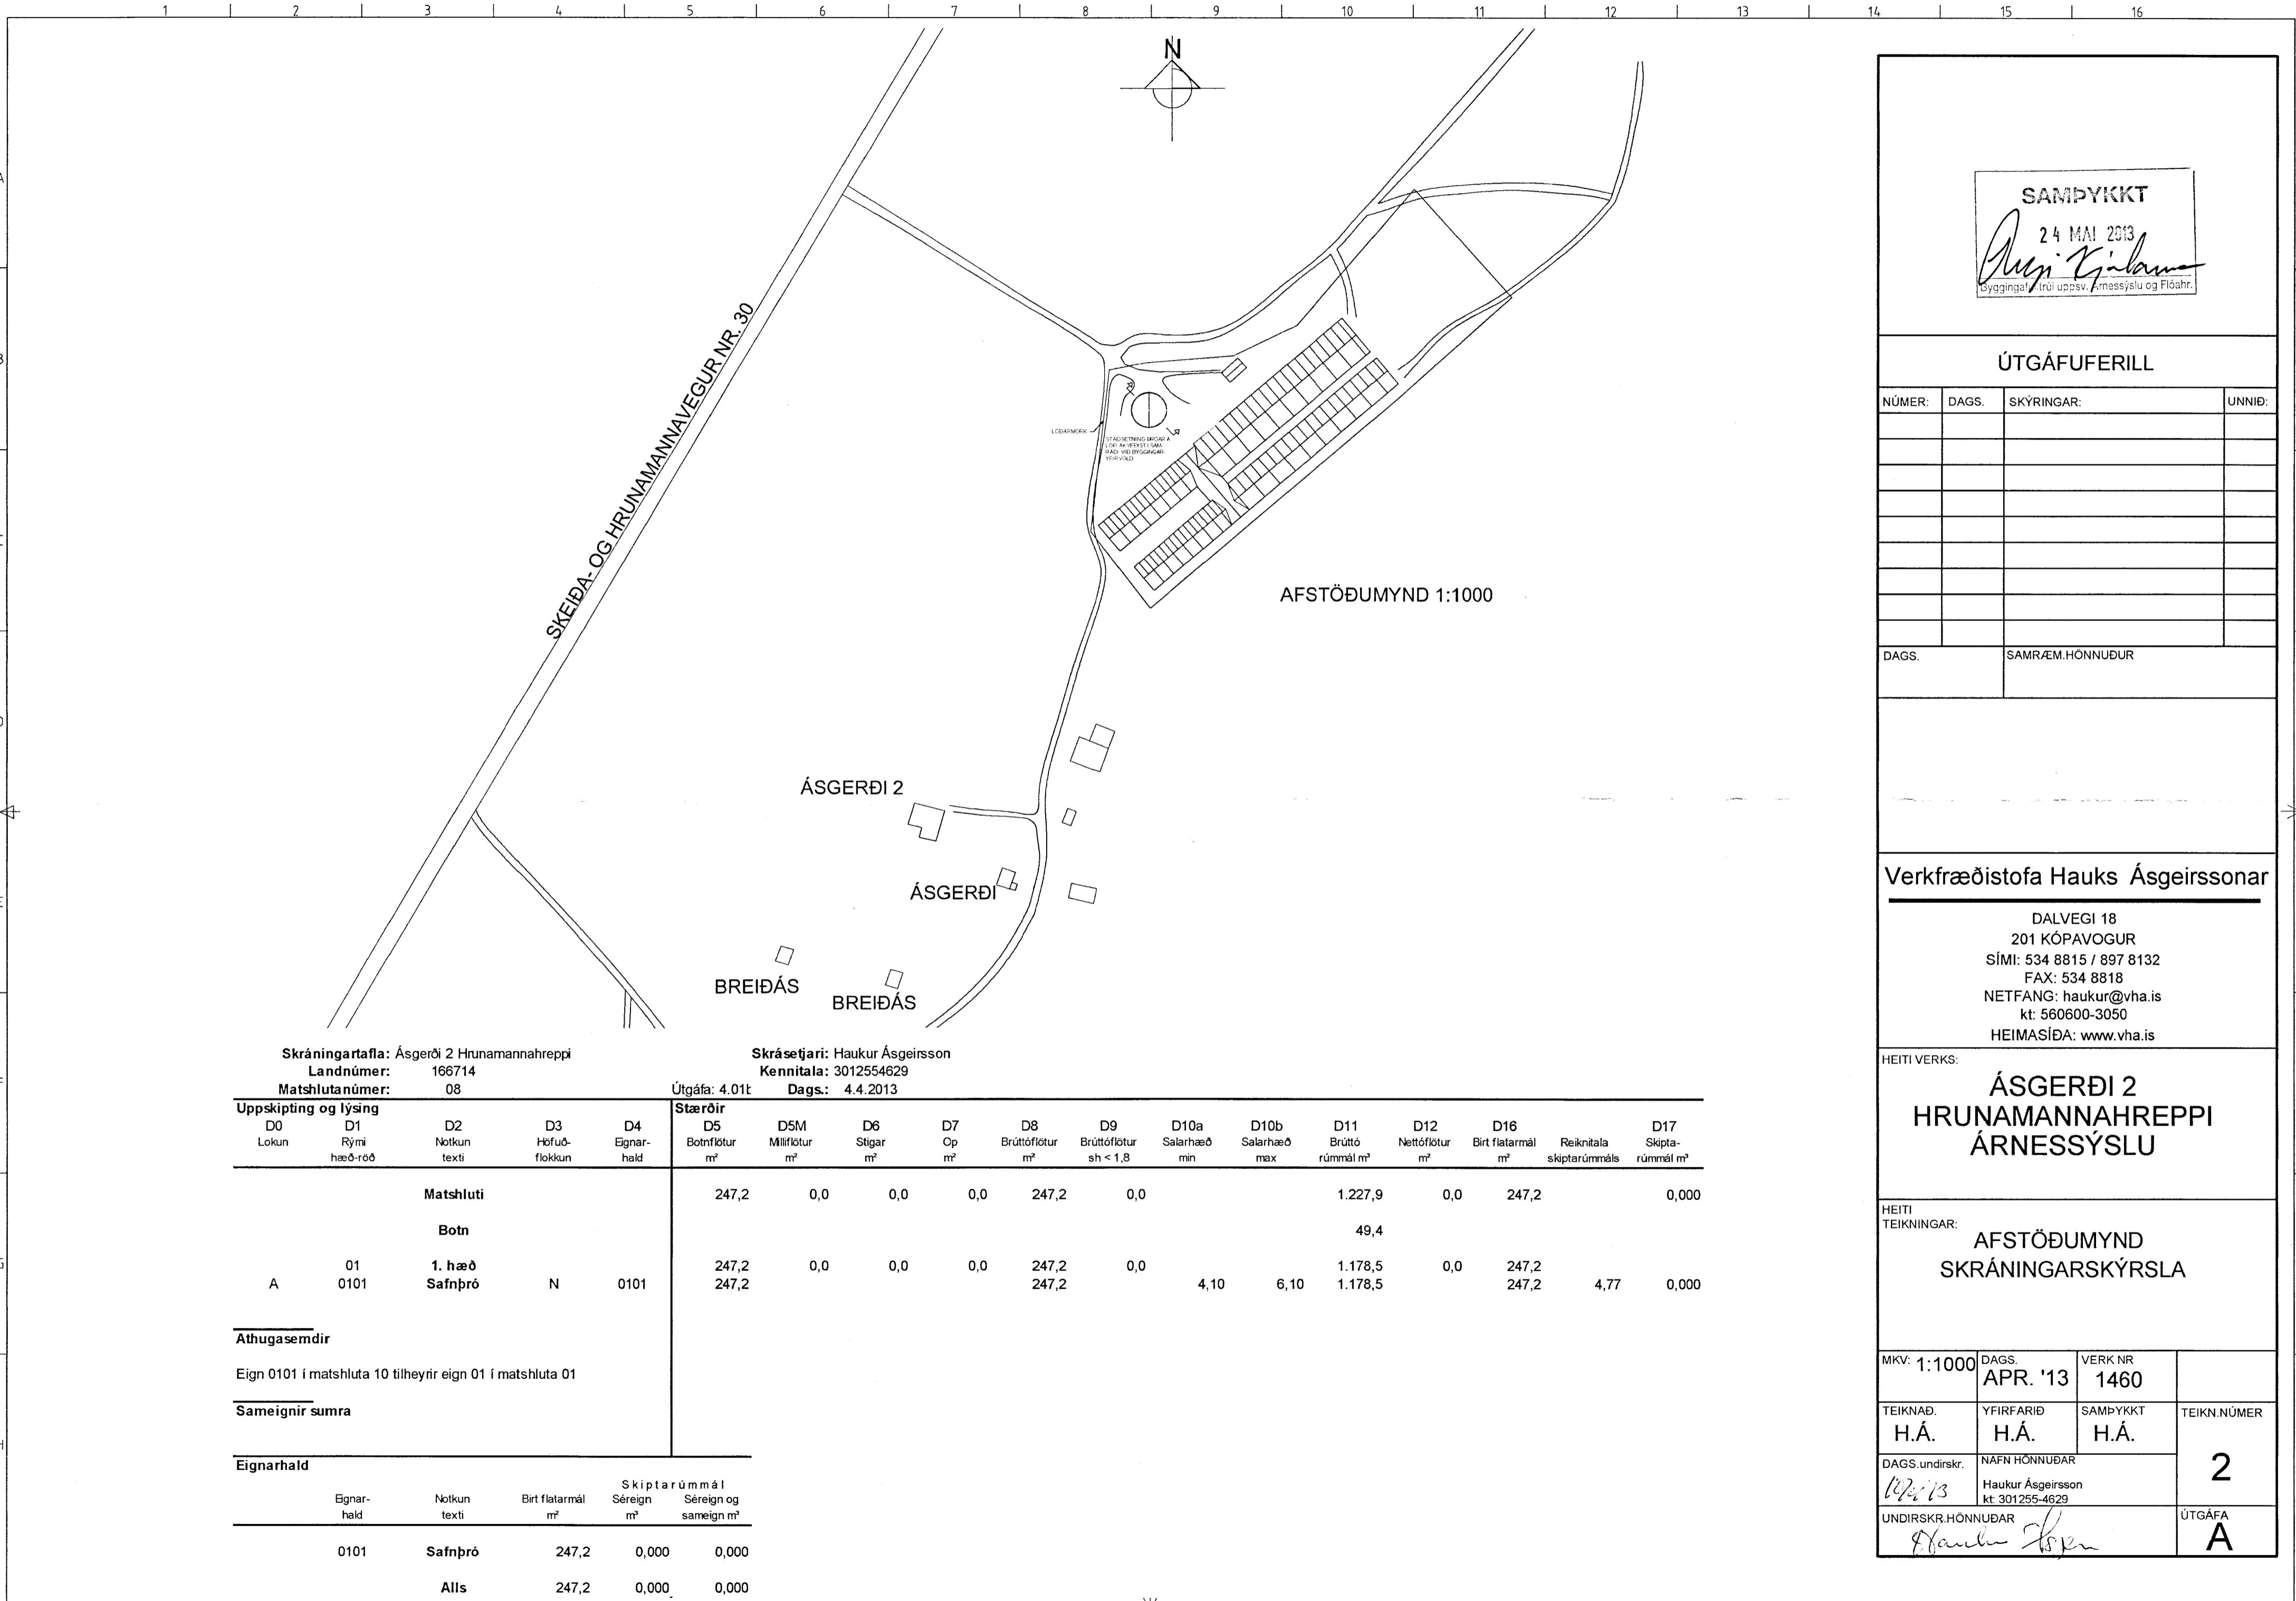 1 2 3 4 5 6 7 8 9 10 11 12 13 14 15 16
N
SKEIÐA- OG HRUNAMANNAVEGUR NR. 30
LÓÐARMÖRK
AFSTÖÐUMYND 1:1000
ÁSGERÐI 2
ÁSGERÐI
BREIÐÁS
BREIÐÁS
Skráningartafla: Ásgerði 2 Hrunamannahreppi Skrásetjari: Haukur Ásgeirsson
Landnúmer: 166714 Kennitala: 3012554629
Matshlutanúmer: 08 Útgáfa: 4.01b Dags.: 4.4.2013
Uppskipting og lýsing Stærðir
D0 D1 D2 D3 D4 D5 D5M D6 D7 D8 D9 D10a D10b D11 D12 D16 D17
Lokun Rými Notkun Höfuð- Eignar- Botnflötur Milliflötur Stigar Op Brúttóflötur Brúttóflötur Salarhæð Salarhæð Brúttó Nettóflötur Birt flatarmál Reiknitala Skipta-
hæð-röð texti flokkun hald m² m² m² m² m² sh < 1,8 min max rúmmál m³ m² m² skiptarúmmáls rúmmál m³
Matshluti 247,2 0,0 0,0 0,0 247,2 0,0 1.227,9 0,0 247,2 0,000
Botn 49,4
01 1. hæð 247,2 0,0 0,0 0,0 247,2 0,0 1.178,5 0,0 247,2
A 0101 Safnþró N 0101 247,2 247,2 4,10 6,10 1.178,5 247,2 4,77 0,000
Athugasemdir
Eign 0101 í matshluta 10 tilheyrir eign 01 í matshluta 01
Sameignir sumra
Eignarhald
Skiptarúmmál
Eignar- Notkun Birt flatarmál Séreign Séreign og
hald texti m² m³ sameign m³
0101 Safnþró 247,2 0,000 0,000
Alls 247,2 0,000 0,000
SAMÞYKKT
24 MAI 2013
Byggingafulltrúi uppsv. Árnessýslu og Flóahr.
ÚTGÁFUFERILL
NÚMER: DAGS. SKÝRINGAR: UNNIÐ:
DAGS. SAMRÆM.HÖNNUÐUR
Verkfræðistofa Hauks Ásgeirssonar
DALVEGI 18
201 KÓPAVOGUR
SÍMI: 534 8815 / 897 8132
FAX: 534 8818
NETFANG: haukur@vha.is
kt: 560600-3050
HEIMASÍÐA: www.vha.is
HEITI VERKS:
ÁSGERÐI 2
HRUNAMANNAHREPPI
ÁRNESSÝSLU
HEITI
TEIKNINGAR:
AFSTÖÐUMYND
SKRÁNINGARSKÝRSLA
MKV: 1:1000 DAGS. APR. '13 VERK NR 1460
TEIKNAÐ. YFIRFARIÐ SAMÞYKKT TEIKN.NÚMER
H.Á. H.Á. H.Á. 2
DAGS.undirskr. NAFN HÖNNUÐAR
Haukur Ásgeirsson
kt: 301255-4629
UNDIRSKR.HÖNNUÐAR ÚTGÁFA
A